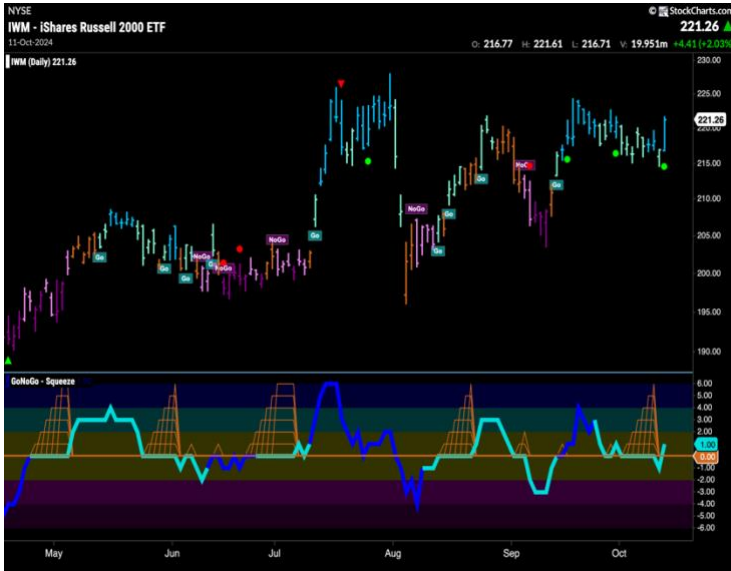 NYSE © StockCharts.com
IWM - iShares Russell 2000 ETF 221.26
11-Oct-2024 O: 216.77 H: 221.61 L: 216.71 V: 19.951m +4.41 (+2.03%)
IWM (Daily) 221.26
230.00
225.00
221.26
220.00
215.00
NoGo
Go
210.00
NoGo
Go
Go
205.00
Go
NoGo
Go
Go
NoGo
Go
Go
NoGo
Go
200.00
195.00
190.00
GoNoGo - Squeeze
6.00
5.00
4.00
3.00
2.00
1.00
0.00
-1.00
-2.00
-3.00
-4.00
-5.00
-6.00
May Jun Jul Aug Sep Oct